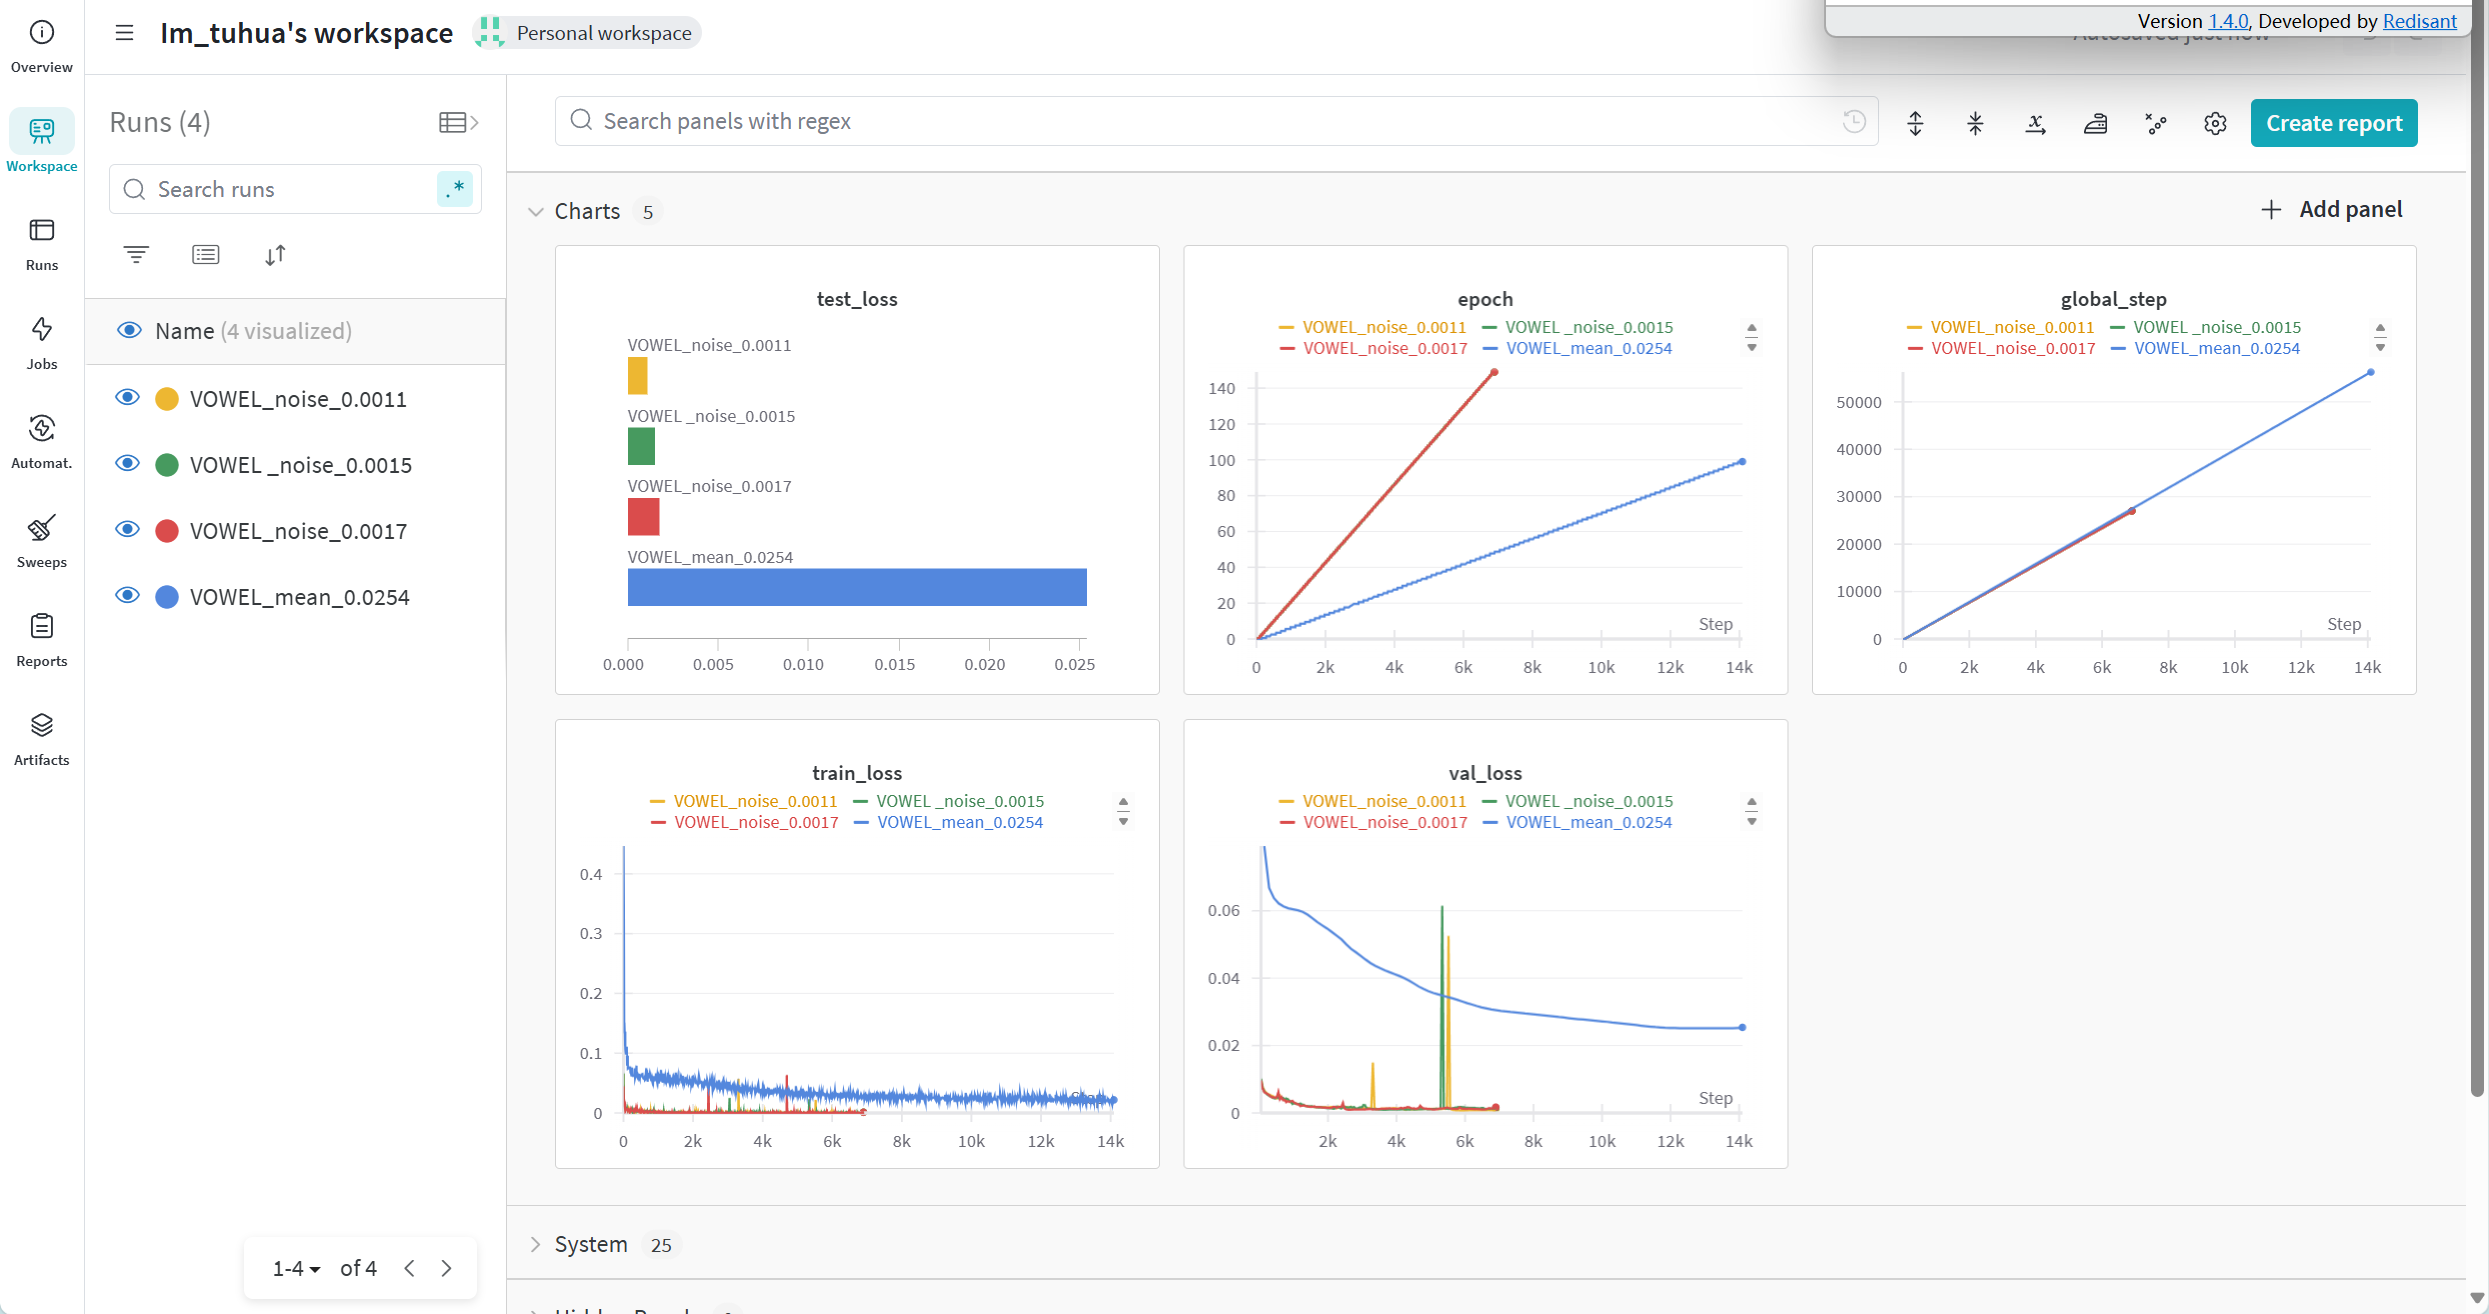 Version 1.4.0, Developed by Redisant
Overview
Im_tuhua's workspace
Personal workspace
Autosaved just now
Workspace
Runs
Jobs
Automat.
Sweeps
Reports
Artifacts
Runs (4)
Search runs
.*
Name (4 visualized)
VOWEL_noise_0.0011
VOWEL _noise_0.0015
VOWEL_noise_0.0017
VOWEL_mean_0.0254
1-4 of 4
Search panels with regex
Create report
Charts 5
Add panel
test_loss
VOWEL_noise_0.0011
VOWEL _noise_0.0015
VOWEL_noise_0.0017
VOWEL_mean_0.0254
0.000 0.005 0.010 0.015 0.020 0.025
epoch
VOWEL_noise_0.0011 VOWEL _noise_0.0015
VOWEL_noise_0.0017 VOWEL_mean_0.0254
140
120
100
80
60
40
20
0
Step
0 2k 4k 6k 8k 10k 12k 14k
global_step
VOWEL_noise_0.0011 VOWEL _noise_0.0015
VOWEL_noise_0.0017 VOWEL_mean_0.0254
50000
40000
30000
20000
10000
0
Step
0 2k 4k 6k 8k 10k 12k 14k
train_loss
VOWEL_noise_0.0011 VOWEL _noise_0.0015
VOWEL_noise_0.0017 VOWEL_mean_0.0254
0.4
0.3
0.2
0.1
0
Step
0 2k 4k 6k 8k 10k 12k 14k
val_loss
VOWEL_noise_0.0011 VOWEL _noise_0.0015
VOWEL_noise_0.0017 VOWEL_mean_0.0254
0.06
0.04
0.02
0
Step
2k 4k 6k 8k 10k 12k 14k
System 25